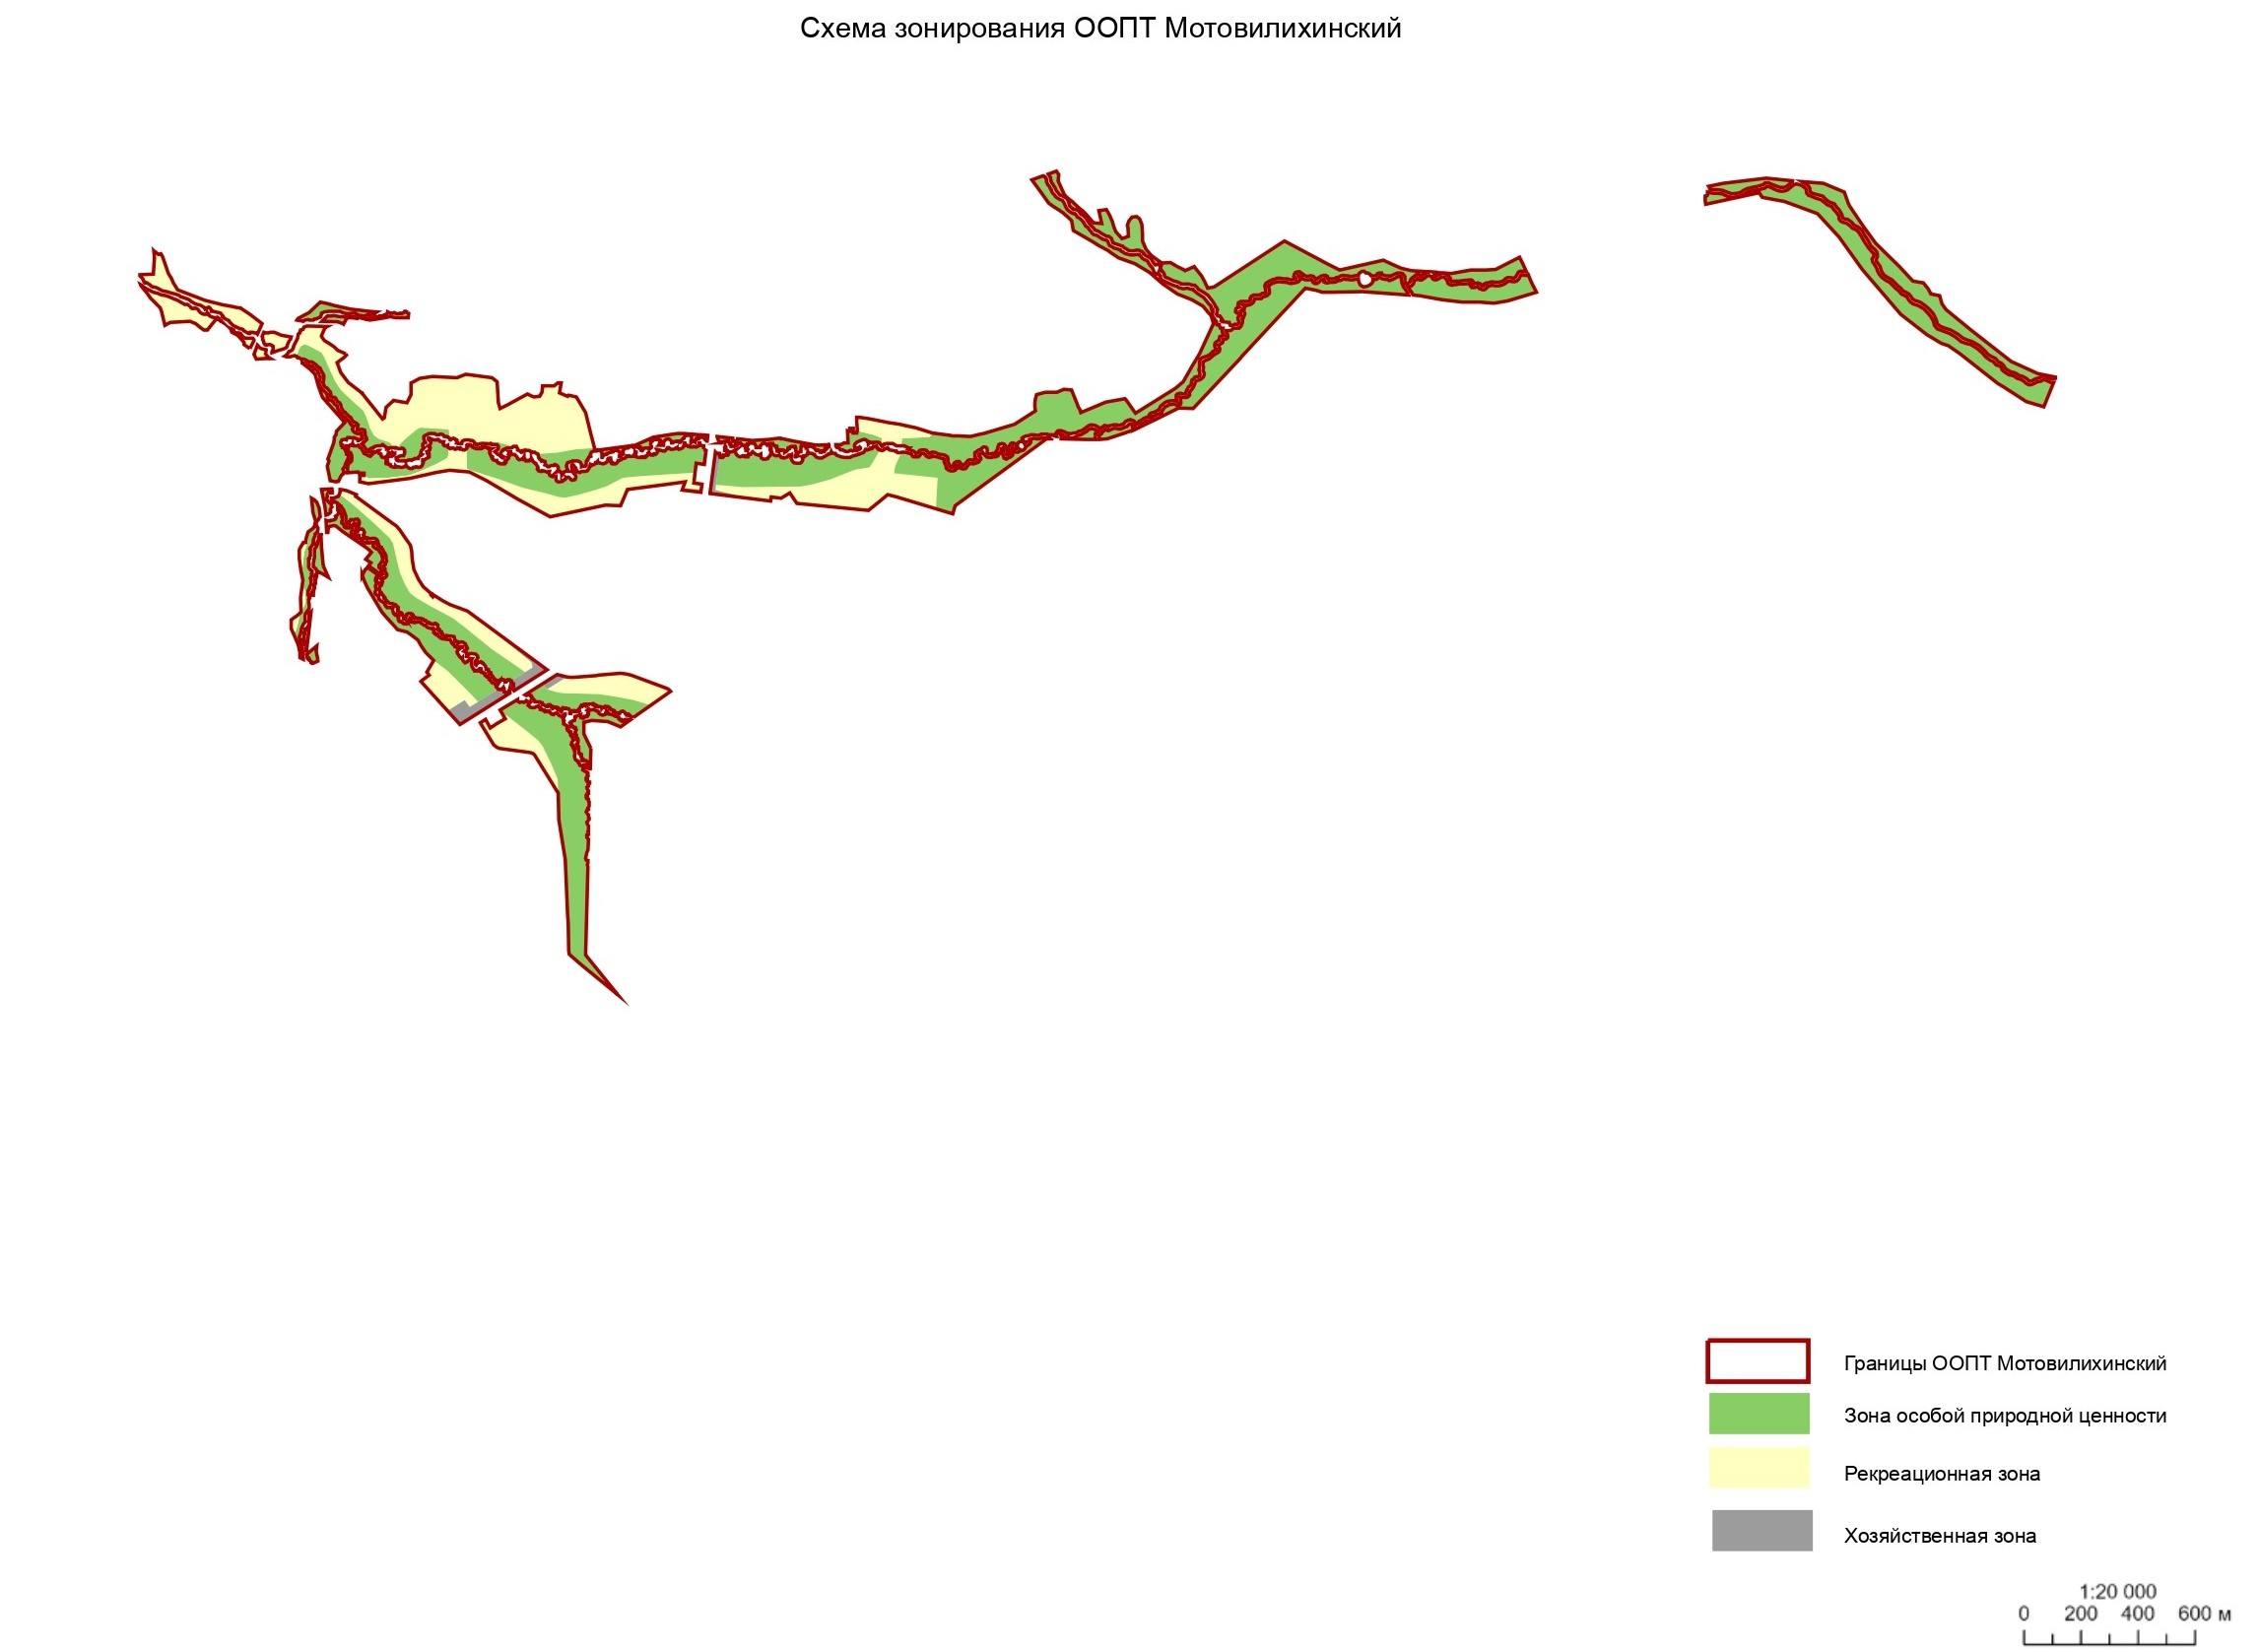 Схема зонирования ООПТ Мотовилихинский
Границы ООПТ Мотовилихинский
Зона особой природной ценности
Рекреационная зона
Хозяйственная зона
1:20 000
0 200 400 600 м